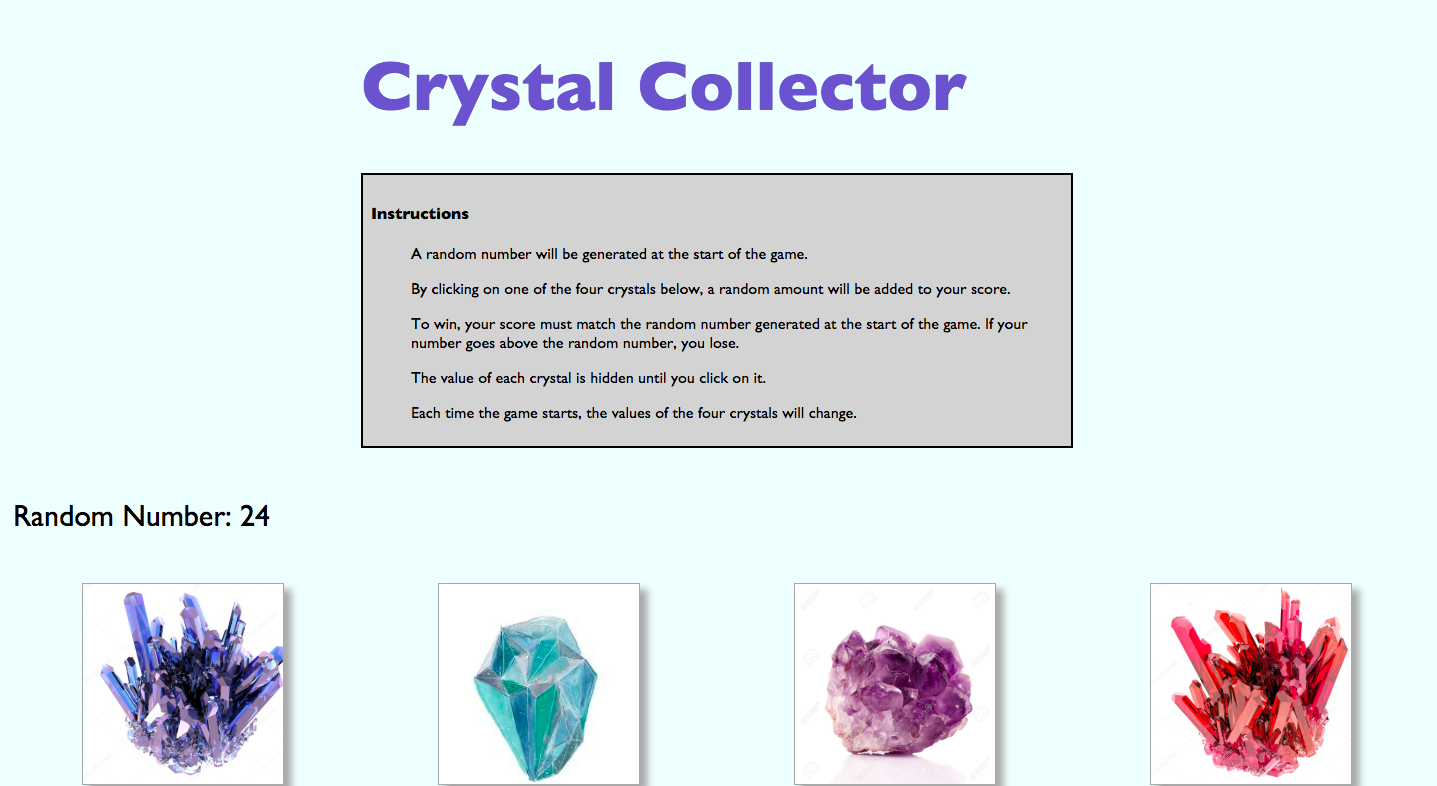 Crystal Collector
Instructions
A random number will be generated at the start of the game.
By clicking on one of the four crystals below, a random amount will be added to your score.
To win, your score must match the random number generated at the start of the game. If your
number goes above the random number, you lose.
The value of each crystal is hidden until you click on it.
Each time the game starts, the values of the four crystals will change.
Random Number: 24